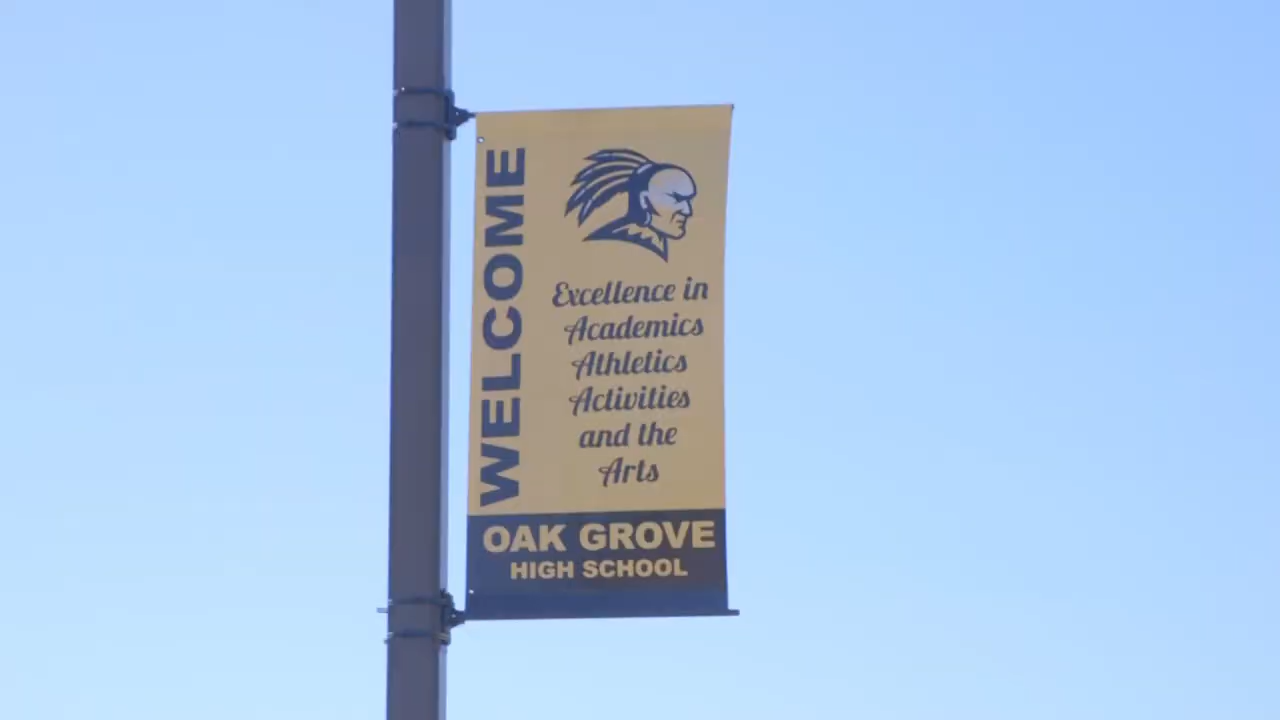 WELCOME
Excellence in
Academics
Athletics
Activities
and the
Arts
OAK GROVE
HIGH SCHOOL